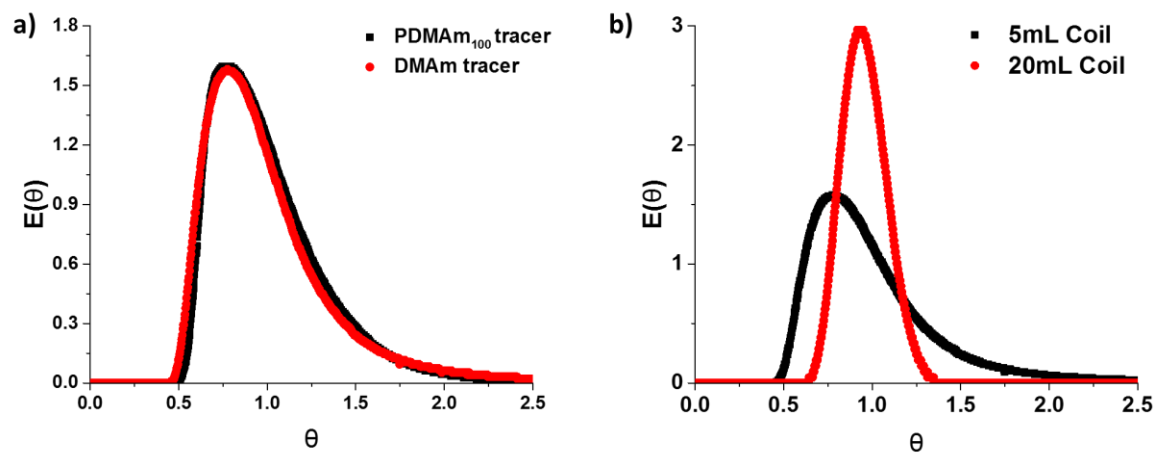 a)
PDMAm₁₀₀ tracer
DMAm tracer
E(θ)
1.8
1.5
1.2
0.9
0.6
0.3
0.0
0.0 0.5 1.0 1.5 2.0 2.5
θ
b)
5mL Coil
20mL Coil
E(θ)
3
2
1
0
0.0 0.5 1.0 1.5 2.0 2.5
θ